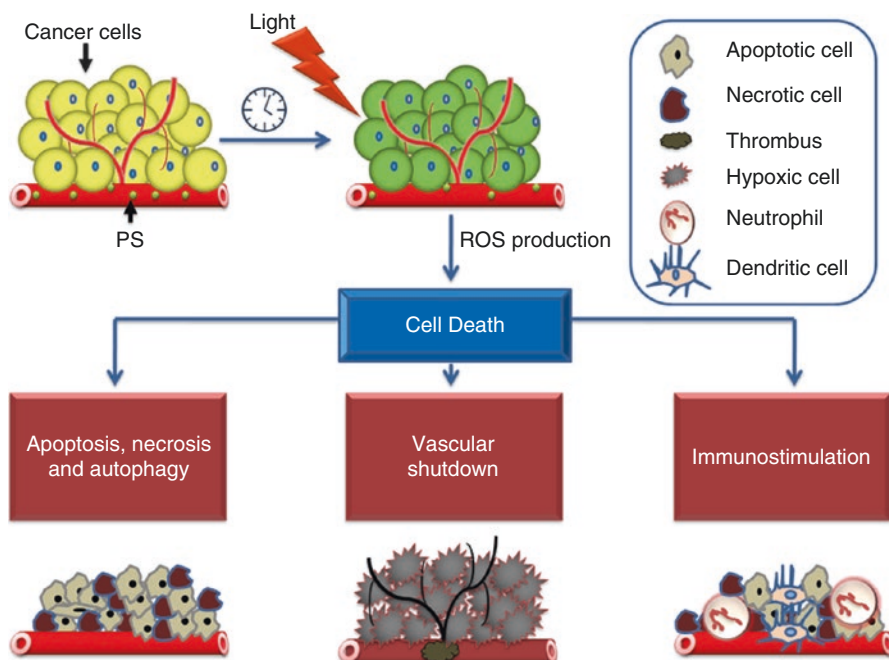 Cancer cells
Light
PS
ROS production
Apoptotic cell
Necrotic cell
Thrombus
Hypoxic cell
Neutrophil
Dendritic cell
Cell Death
Apoptosis, necrosis
and autophagy
Vascular
shutdown
Immunostimulation